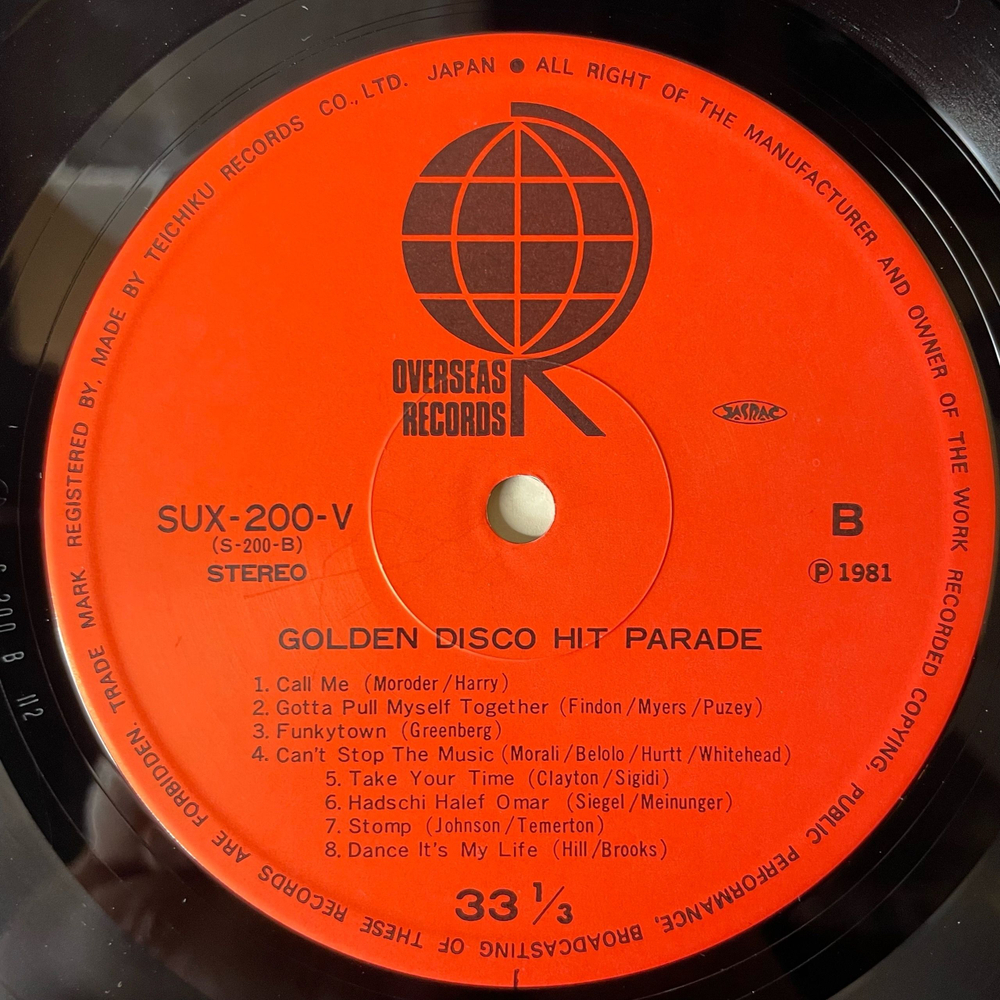 TRADE MARK REGISTERED BY, MADE BY TEICHIKU RECORDS CO., LTD. JAPAN ● ALL RIGHT OF THE MANUFACTURER AND OWNER OF THE WORK RECORDED COPYING, PUBLIC PERFORMANCE, BROADCASTING OF THESE RECORDS ARE FORBIDDEN.
OVERSEAS
RECORDS
R
JASRAC
SUX-200-V
(S-200-B)
STEREO
B
Ⓟ 1981
GOLDEN DISCO HIT PARADE
1. Call Me (Moroder/Harry)
2. Gotta Pull Myself Together (Findon/Myers/Puzey)
3. Funkytown (Greenberg)
4. Can't Stop The Music (Morali/Belolo/Hurtt/Whitehead)
5. Take Your Time (Clayton/Sigidi)
6. Hadschi Halef Omar (Siegel/Meinunger)
7. Stomp (Johnson/Temerton)
8. Dance It's My Life (Hill/Brooks)
33 1/3
S 200 B 112